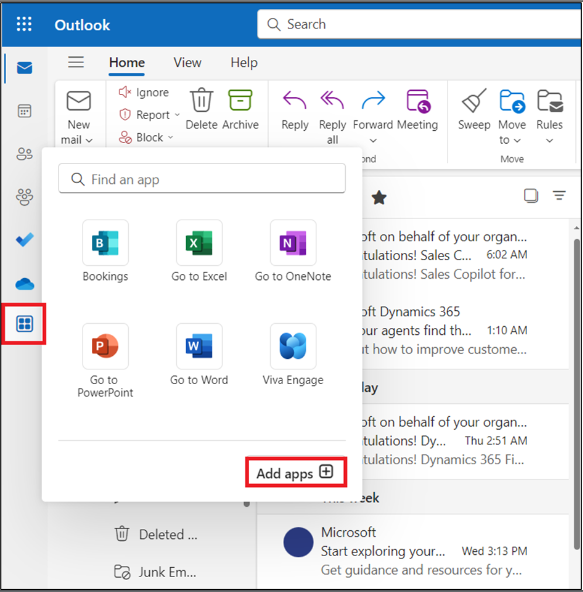 Outlook
Search
Home View Help
New mail
Ignore
Report
Block
Delete
Archive
Reply
Reply all
Forward
Meeting
Sweep
Move to
Rules
ond
Move
Find an app
Bookings
Go to Excel
Go to OneNote
Go to PowerPoint
Go to Word
Viva Engage
Add apps
oft on behalf of your organ...
ntulations! Sales C... 6:02 AM
tulations! Sales Copilot for...
oft Dynamics 365
our agents find th... 1:10 AM
t how to improve custome...
day
oft on behalf of your organ...
ntulations! Dy... Thu 2:51 AM
tulations! Dynamics 365 Fi...
This week
Deleted ...
Junk Em...
Microsoft
Start exploring your... Wed 3:13 PM
Get guidance and resources for y...